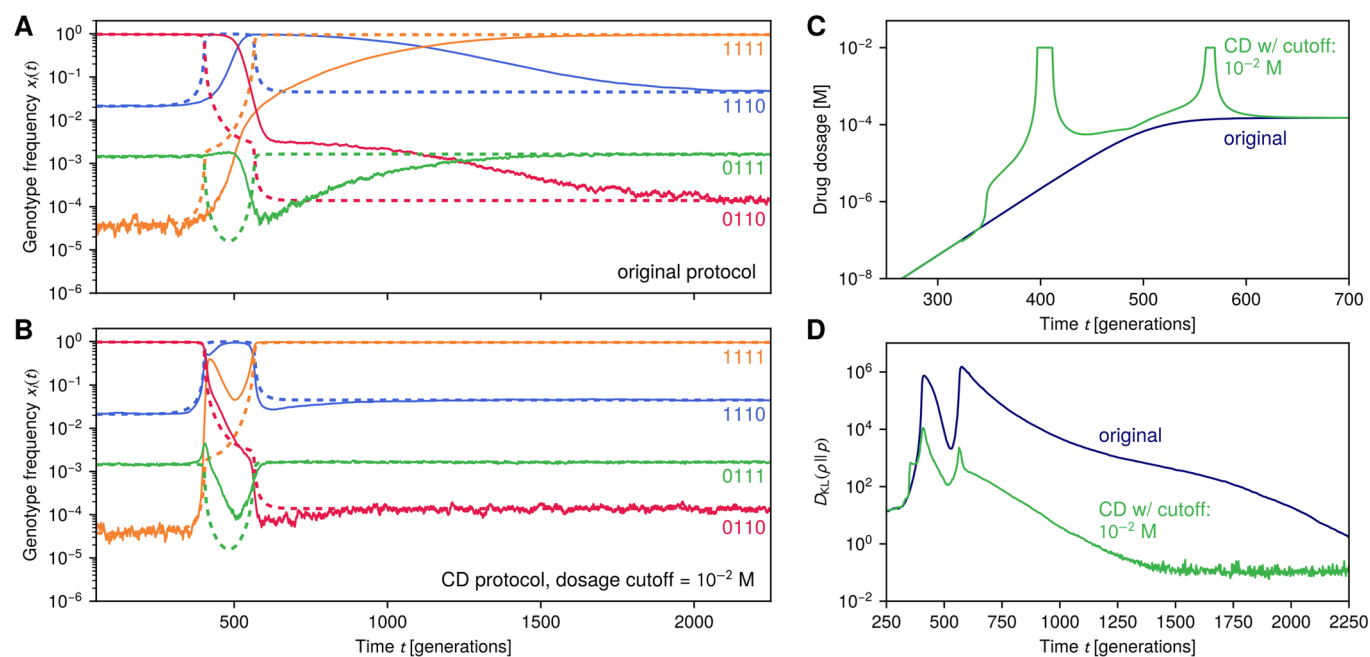 A
Genotype frequency xᵢ(t)
10⁰
10⁻¹
10⁻²
10⁻³
10⁻⁴
10⁻⁵
10⁻⁶
1111
1110
0111
0110
original protocol
B
Genotype frequency xᵢ(t)
10⁰
10⁻¹
10⁻²
10⁻³
10⁻⁴
10⁻⁵
10⁻⁶
1111
1110
0111
0110
CD protocol, dosage cutoff = 10⁻² M
500
1000
1500
2000
Time t [generations]
C
Drug dosage [M]
10⁻²
10⁻⁴
10⁻⁶
10⁻⁸
CD w/ cutoff:
10⁻² M
original
300
400
500
600
700
Time t [generations]
D
D_KL(ρ || p)
10⁶
10⁴
10²
10⁰
10⁻²
original
CD w/ cutoff:
10⁻² M
250
500
750
1000
1250
1500
1750
2000
2250
Time t [generations]